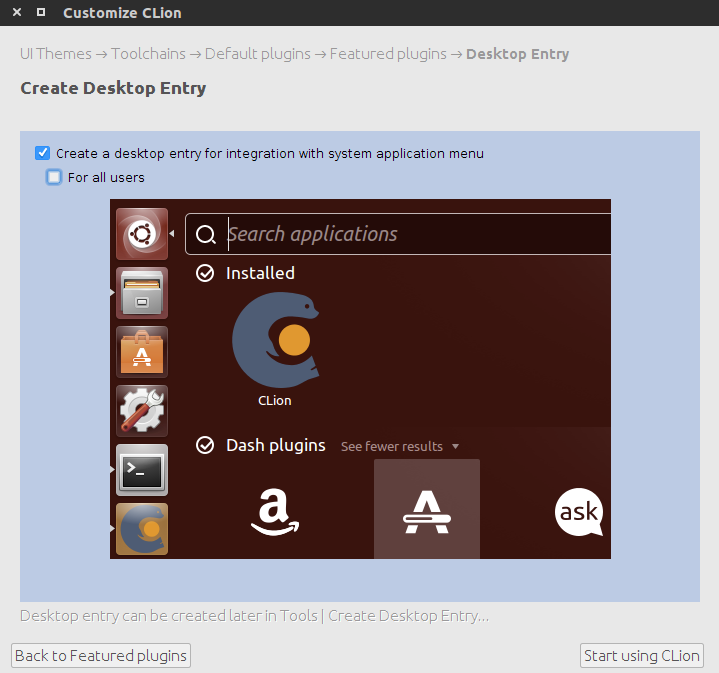 Customize CLion
UI Themes → Toolchains → Default plugins → Featured plugins → Desktop Entry
Create Desktop Entry
Create a desktop entry for integration with system application menu
For all users
Search applications
Installed
CLion
Dash plugins See fewer results
a A ask
Desktop entry can be created later in Tools | Create Desktop Entry...
Back to Featured plugins Start using CLion